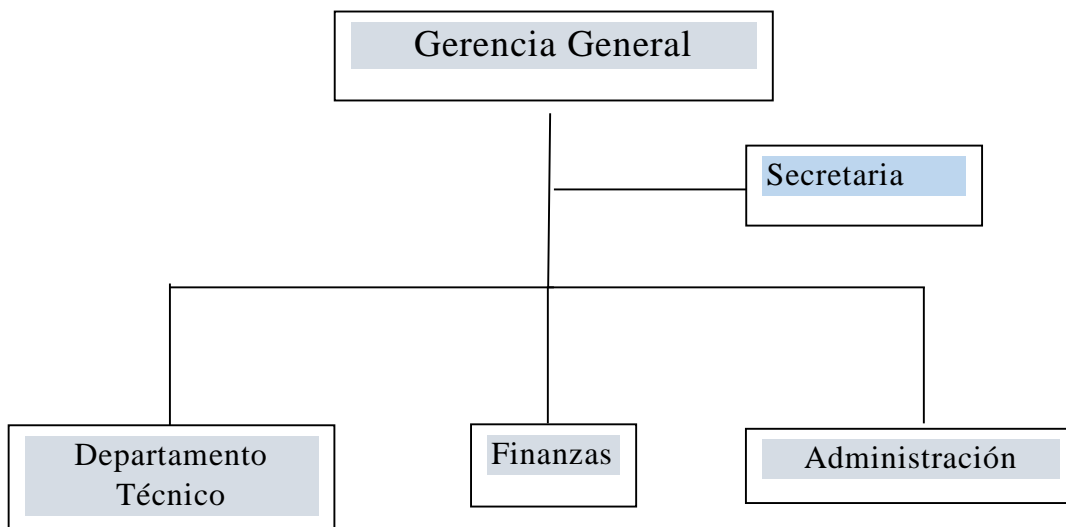 Gerencia General
Secretaria
Departamento
Técnico
Finanzas
Administración